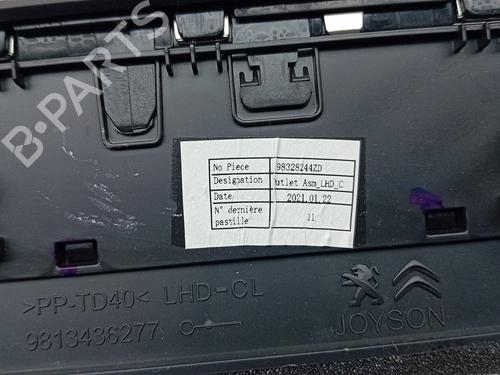 B-PARTS
No Piece 98328244ZD
Designation utlet Asm_LHD_C
Date 2021.01.22
N° dernière pastille 11
>PP-TD40< LHD-CL
9813436277
JOYSON